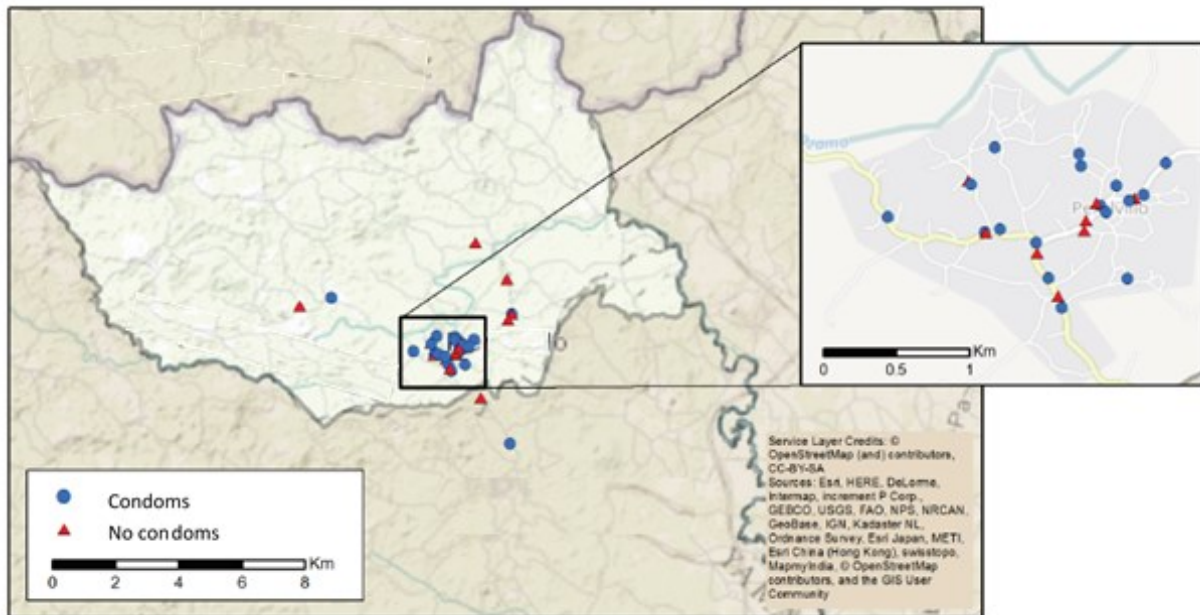 Km
0
0.5
1
lo
Service Layer Credits: ©
OpenStreetMap (and) contributors,
CC-BY-SA
Sources: Esri, HERE, DeLorme,
Intermap, increment P Corp.,
GEBCO, USGS, FAO, NPS, NRCAN,
GeoBase, IGN, Kadaster NL,
Ordnance Survey, Esri Japan, METI,
Esri China (Hong Kong), swisstopo,
MapmyIndia, © OpenStreetMap
contributors, and the GIS User
Community
Condoms
No condoms
Km
0 2 4 6 8